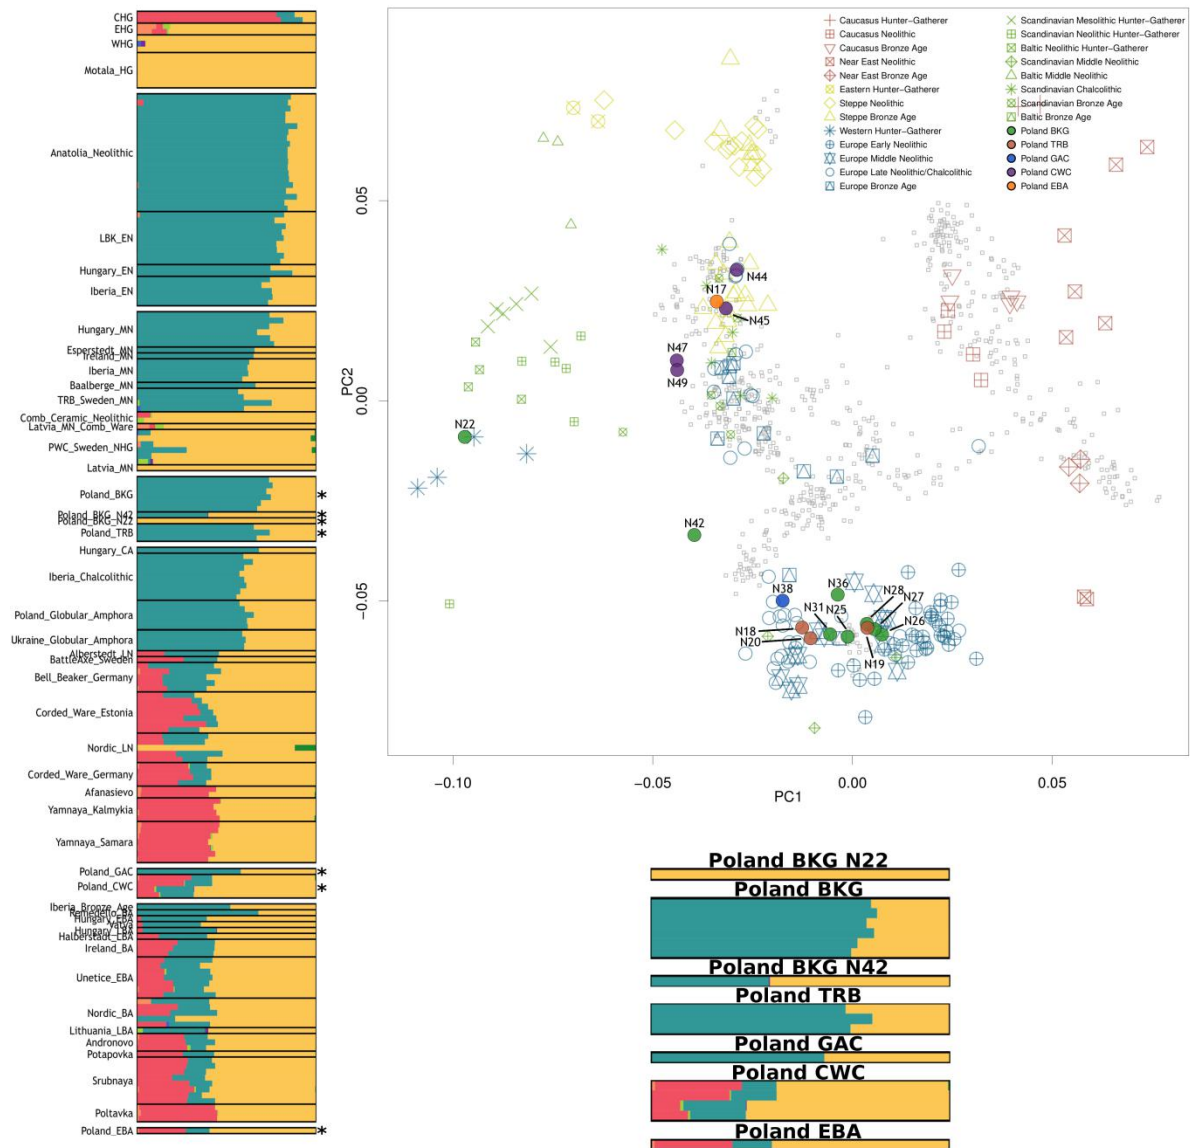 CHG
EHG
WHG
Motala_HG
Anatolia_Neolithic
LBK_EN
Hungary_EN
Iberia_EN
Hungary_MN
Esperstedt_MN
Ireland_MN
Iberia_MN
Baalberge_MN
TRB_Sweden_MN
Comb_Ceramic_Neolithic
Latvia_MN_Comb_Ware
PWC_Sweden_NHG
Latvia_MN
Poland_BKG *
Poland_BKG_N42 *
Poland_BKG_N22 *
Poland_TRB *
Hungary_CA
Iberia_Chalcolithic
Poland_Globular_Amphora
Ukraine_Globular_Amphora
Alberstedt_LN
BattleAxe_Sweden
Bell_Beaker_Germany
Corded_Ware_Estonia
Nordic_LN
Corded_Ware_Germany
Afanasievo
Yamnaya_Kalmykia
Yamnaya_Samara
Poland_GAC *
Poland_CWC *
Iberia_Bronze_Age
Remedello_BA
Hungary_EBA
Vatya
Hungary_LBA
Halberstadt_LBA
Ireland_BA
Unetice_EBA
Nordic_BA
Lithuania_LBA
Andronovo
Potapovka
Srubnaya
Poltavka
Poland_EBA *
Caucasus Hunter−Gatherer
Caucasus Neolithic
Caucasus Bronze Age
Near East Neolithic
Near East Bronze Age
Eastern Hunter−Gatherer
Steppe Neolithic
Steppe Bronze Age
Western Hunter−Gatherer
Europe Early Neolithic
Europe Middle Neolithic
Europe Late Neolithic/Chalcolithic
Europe Bronze Age
Scandinavian Mesolithic Hunter−Gatherer
Scandinavian Neolithic Hunter−Gatherer
Baltic Neolithic Hunter−Gatherer
Scandinavian Middle Neolithic
Baltic Middle Neolithic
Scandinavian Chalcolithic
Scandinavian Bronze Age
Baltic Bronze Age
Poland BKG
Poland TRB
Poland GAC
Poland CWC
Poland EBA
0.05
0.00
−0.05
PC2
N44
N17
N45
N47
N49
N22
N42
N38
N36
N28
N27
N31
N25
N26
N18
N20
N19
−0.10
−0.05
0.00
0.05
PC1
Poland BKG N22
Poland BKG
Poland BKG N42
Poland TRB
Poland GAC
Poland CWC
Poland EBA